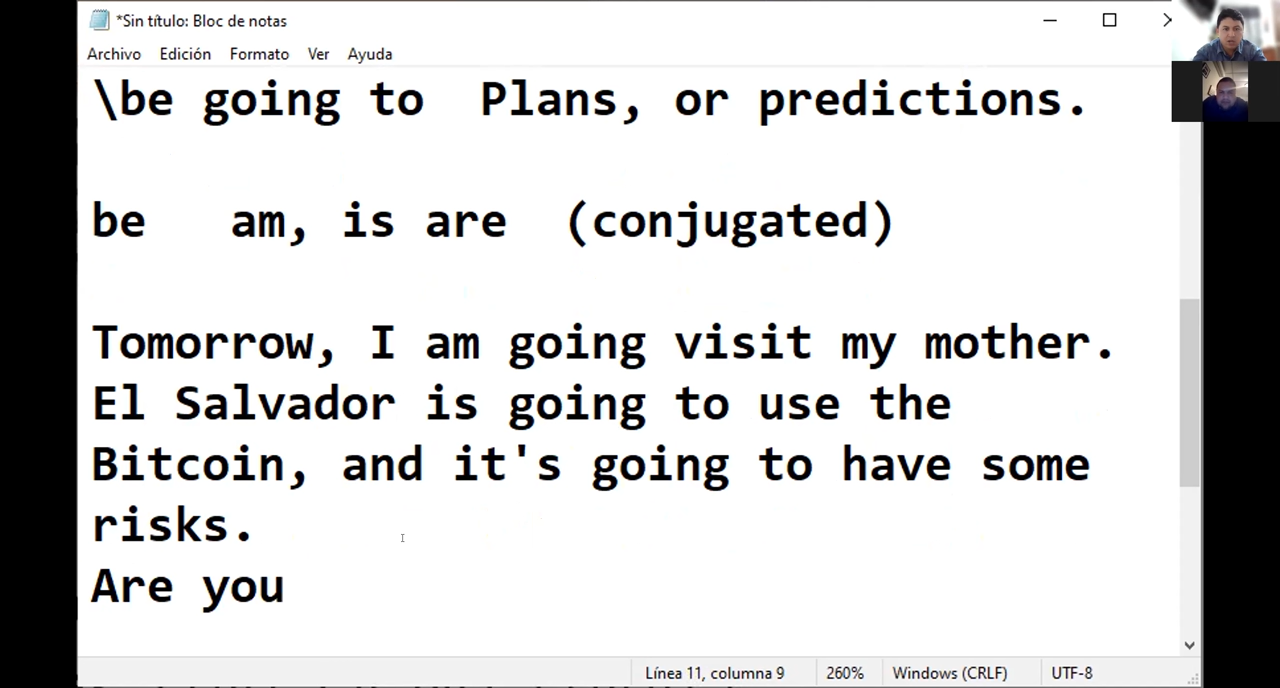 *Sin título: Bloc de notas
Archivo Edición Formato Ver Ayuda
\be going to Plans, or predictions.
be am, is are (conjugated)
Tomorrow, I am going visit my mother.
El Salvador is going to use the
Bitcoin, and it's going to have some
risks.
Are you
Línea 11, columna 9 260% Windows (CRLF) UTF-8